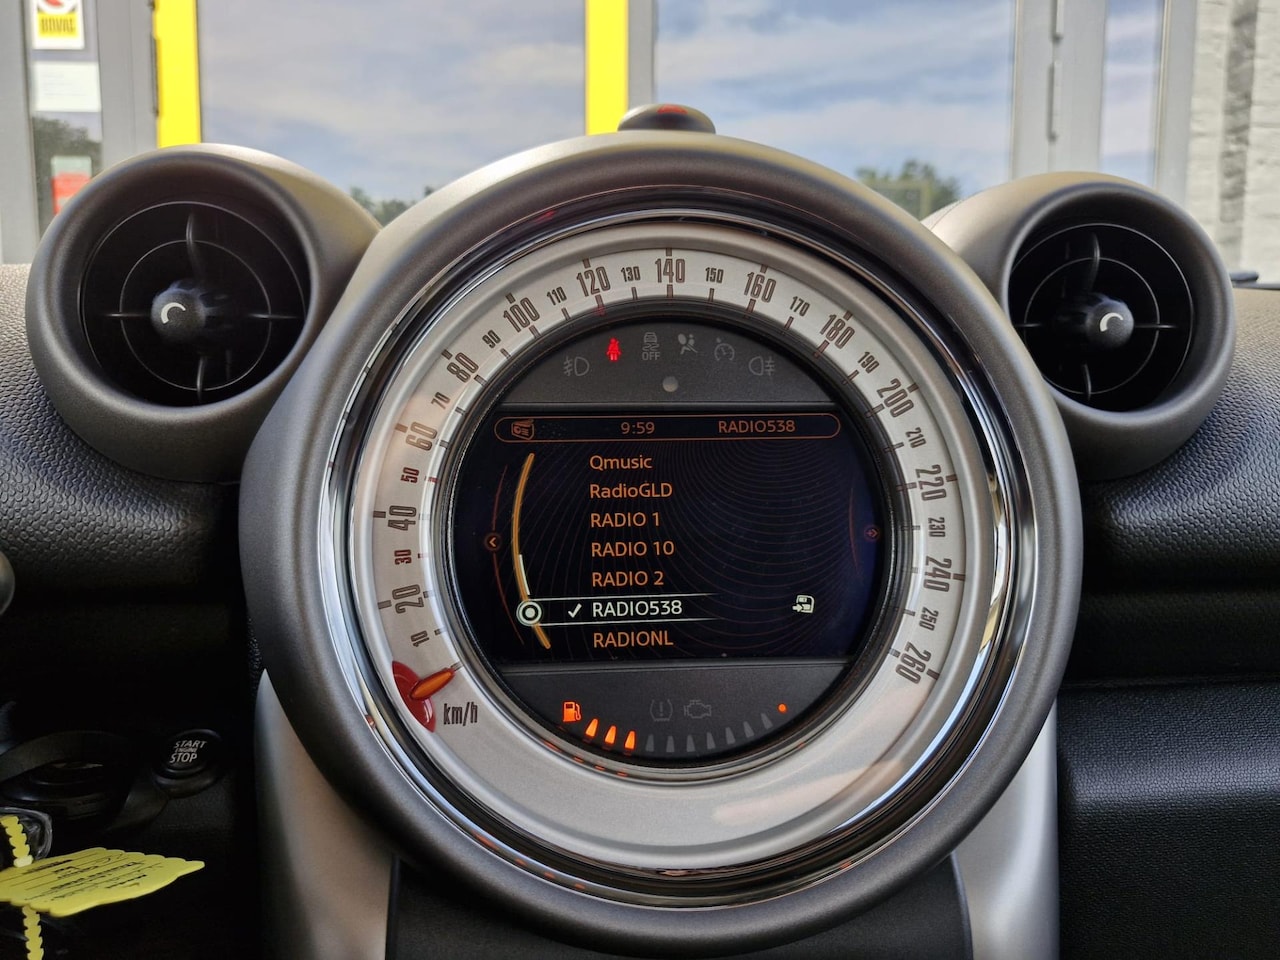 BOVAG
10
20
30
40
50
60
70
80
90
100
110
120
130
140
150
160
170
180
190
200
210
220
230
240
250
260
km/h
OFF
9:59 RADIO538
Qmusic
RadioGLD
RADIO 1
RADIO 10
RADIO 2
✓ RADIO538
RADIONL
START
ENGINE
STOP